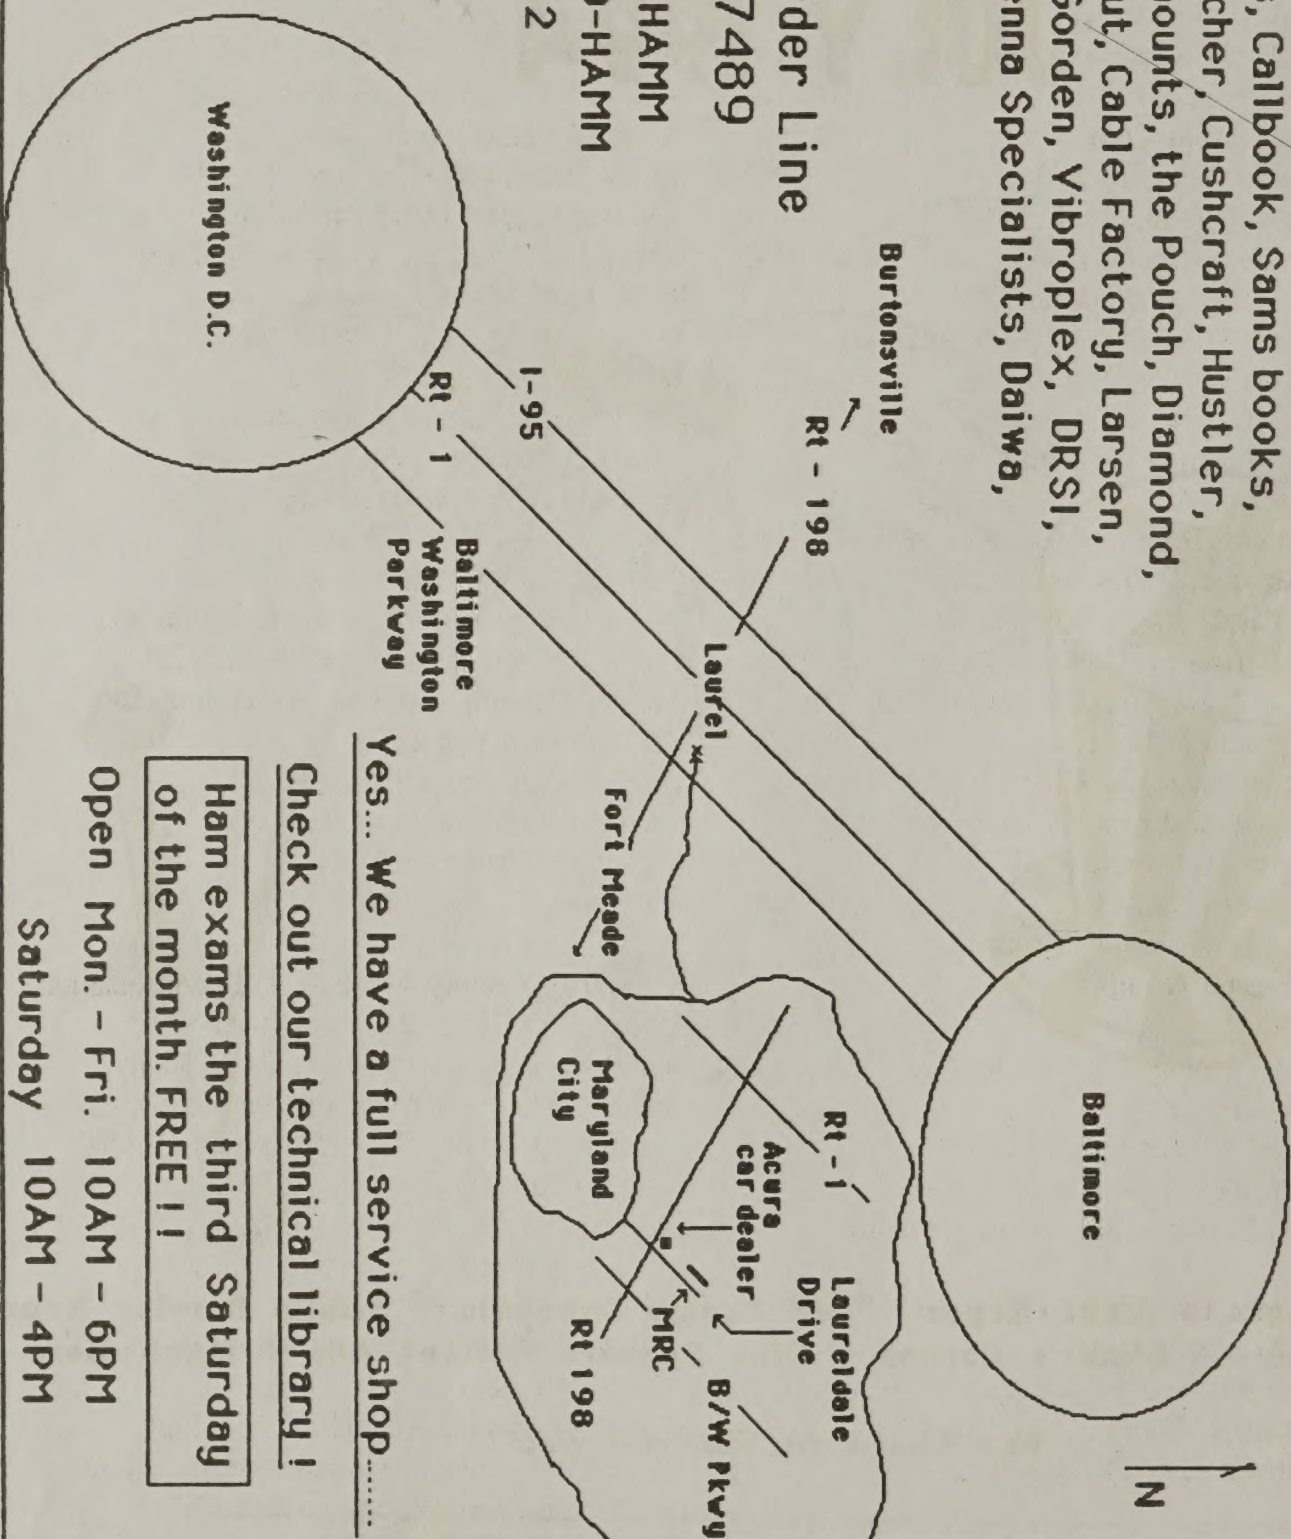 , Callbook, Sams books,
cher, Cushcraft, Hustler,
ounts, the Pouch, Diamond,
ut, Cable Factory, Larsen,
Gorden, Vibroplex, DRSI,
enna Specialists, Daiwa,
der Line
7489
HAMM
-HAMM
2
N
Baltimore
Burtonsville
Rt - 198
Laurel
I-95
Rt - 1
Baltimore
Washington
Parkway
Washington D.C.
Fort Meade
Laureldale
Drive
Rt - 1
Acura
car dealer
B/W Pkwy
MRC
Maryland
City
Rt 198
Yes... We have a full service shop......
Check out our technical library !
Ham exams the third Saturday
of the month. FREE !!
Open Mon. - Fri. 10AM - 6PM
Saturday 10AM - 4PM